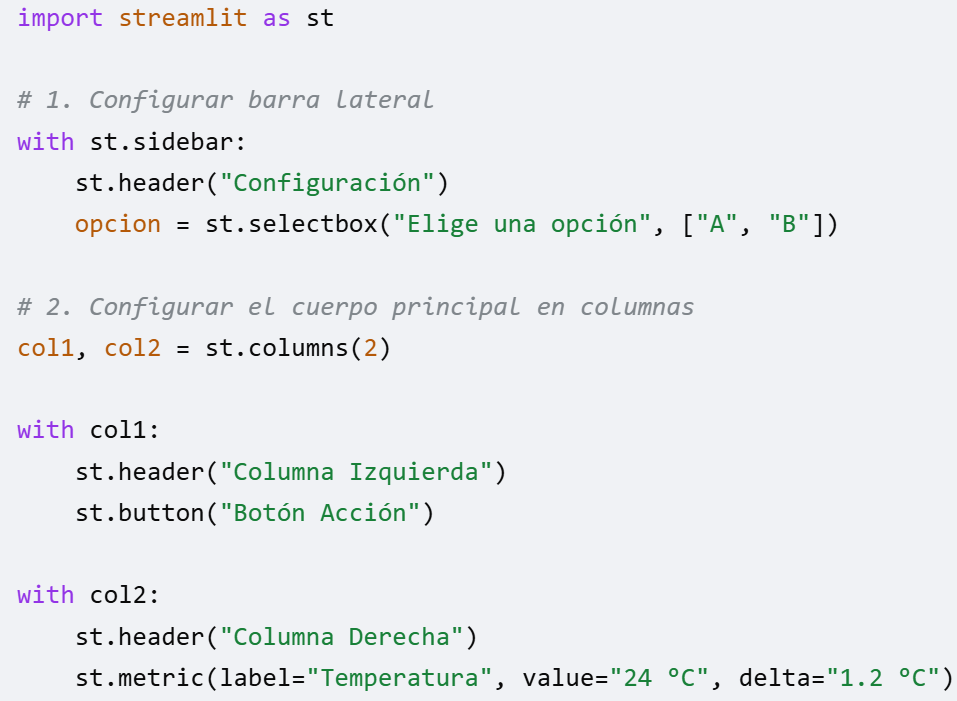 import streamlit as st
# 1. Configurar barra lateral
with st.sidebar:
    st.header("Configuración")
    opcion = st.selectbox("Elige una opción", ["A", "B"])
# 2. Configurar el cuerpo principal en columnas
col1, col2 = st.columns(2)
with col1:
    st.header("Columna Izquierda")
    st.button("Botón Acción")
with col2:
    st.header("Columna Derecha")
    st.metric(label="Temperatura", value="24 °C", delta="1.2 °C")